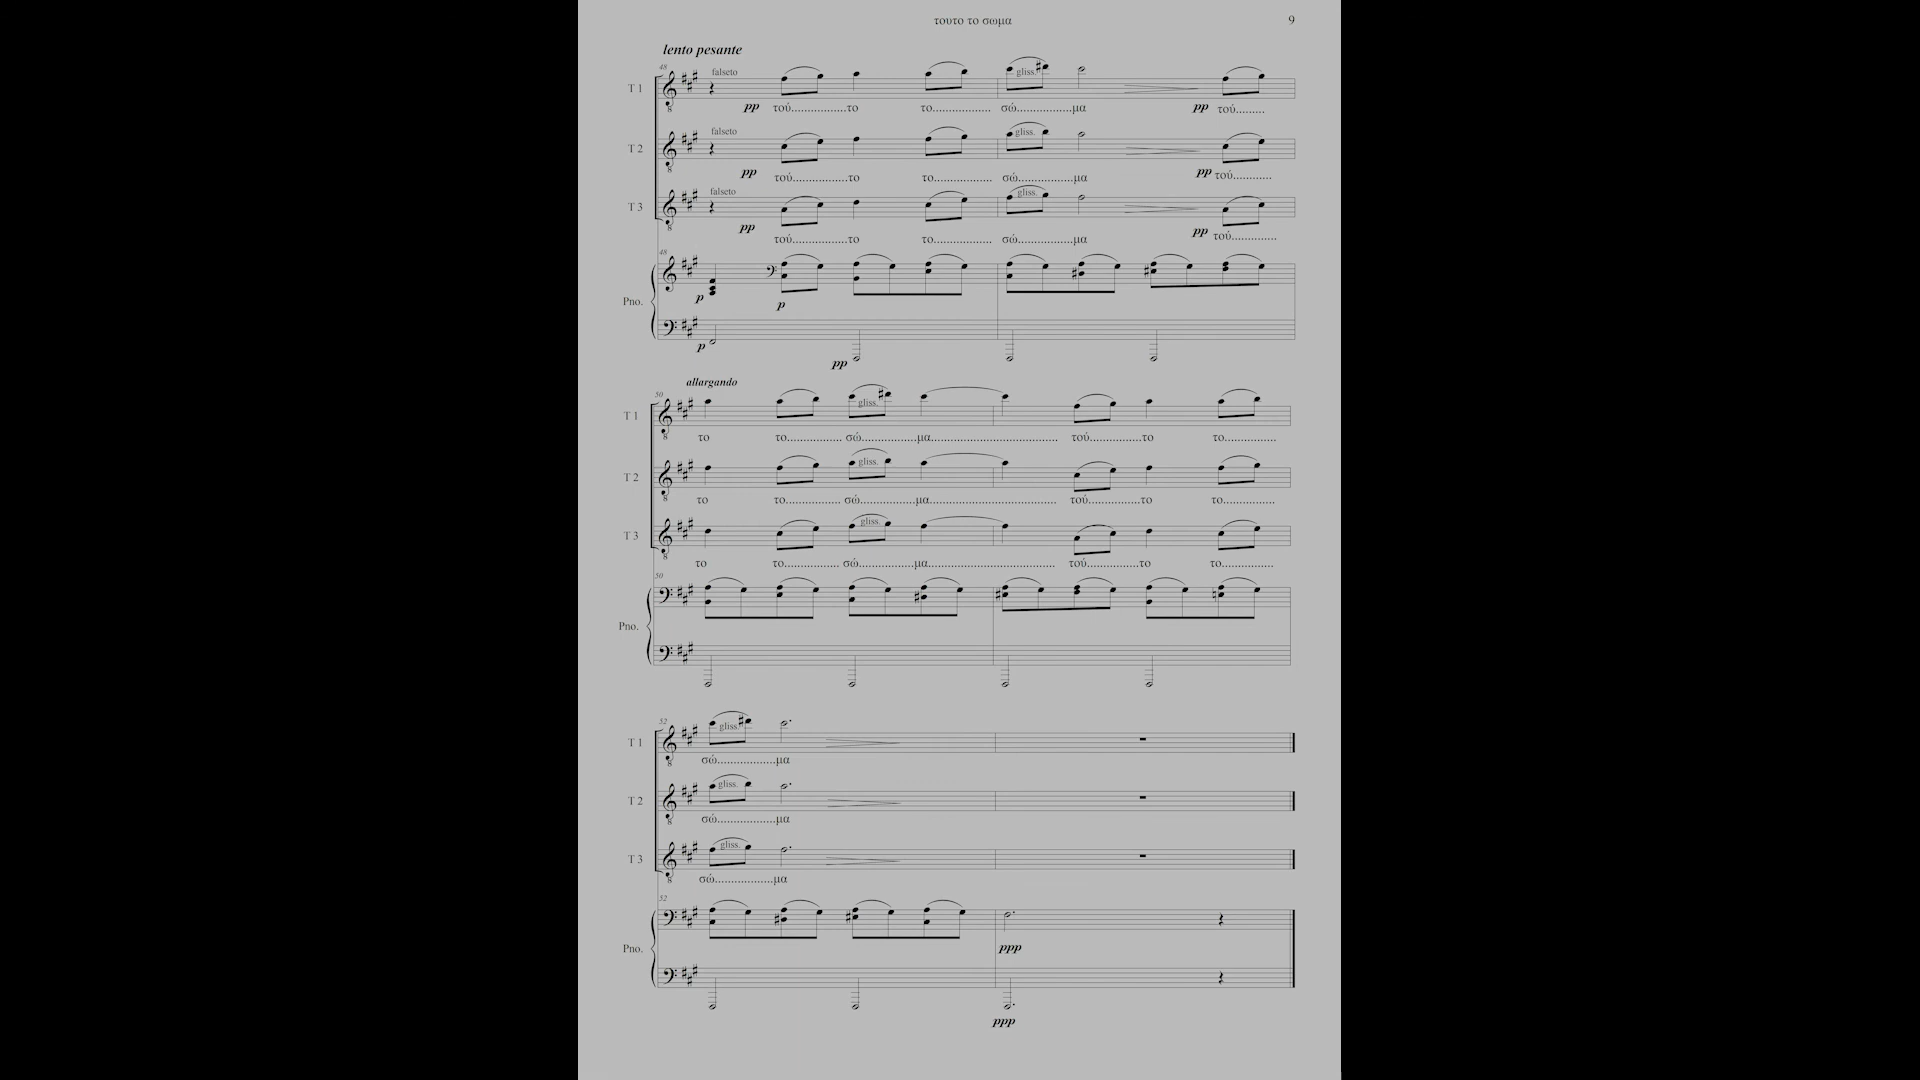 τουτο το σωμα 9
lento pesante
48
T 1 falseto gliss.
pp τού.................το το.................. σώ.................μα pp τού.........
T 2 falseto gliss.
pp τού.................το το.................. σώ.................μα pp τού............
T 3 falseto gliss.
pp τού.................το το.................. σώ.................μα pp τού..............
48
Pno. p p
p pp
allargando
50
T 1 gliss.
το το................. σώ.................μα....................................... τού................το το................
T 2 gliss.
το το................. σώ.................μα....................................... τού................το το................
T 3 gliss.
το το................. σώ.................μα....................................... τού................το το................
50
Pno.
52
T 1 gliss.
σώ..................μα
T 2 gliss.
σώ..................μα
T 3 gliss.
σώ..................μα
52
Pno. ppp
ppp